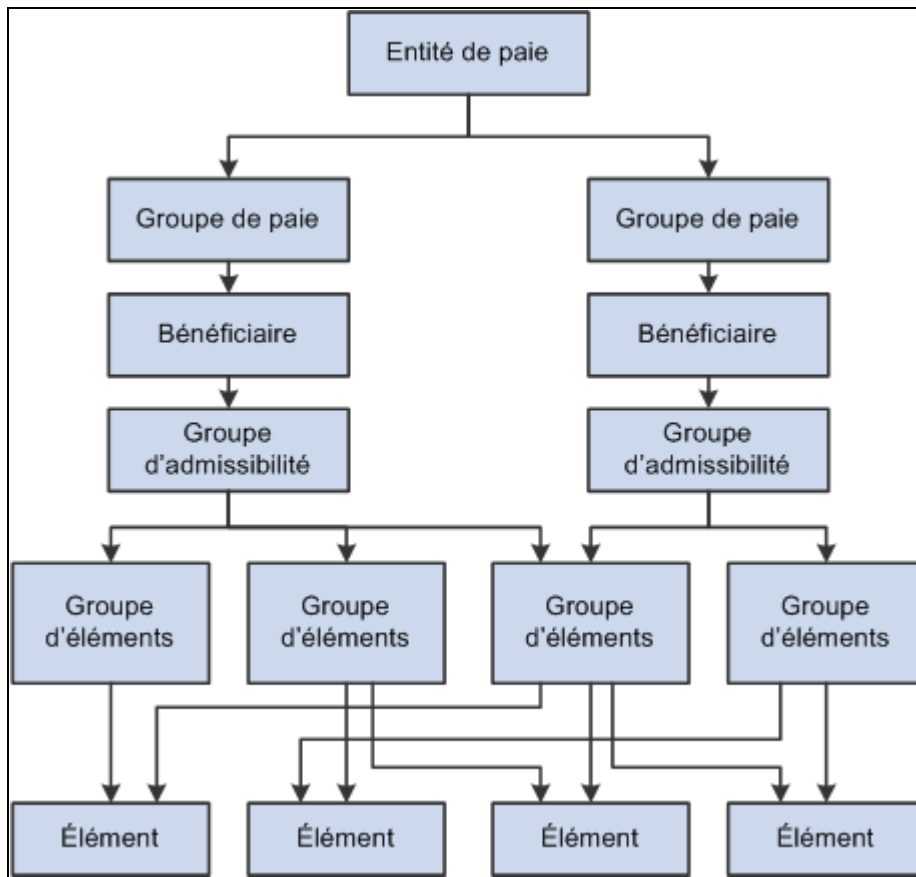 Entité de paie
Groupe de paie
Groupe de paie
Bénéficiaire
Bénéficiaire
Groupe
d'admissibilité
Groupe
d'admissibilité
Groupe
d'éléments
Groupe
d'éléments
Groupe
d'éléments
Groupe
d'éléments
Élément
Élément
Élément
Élément